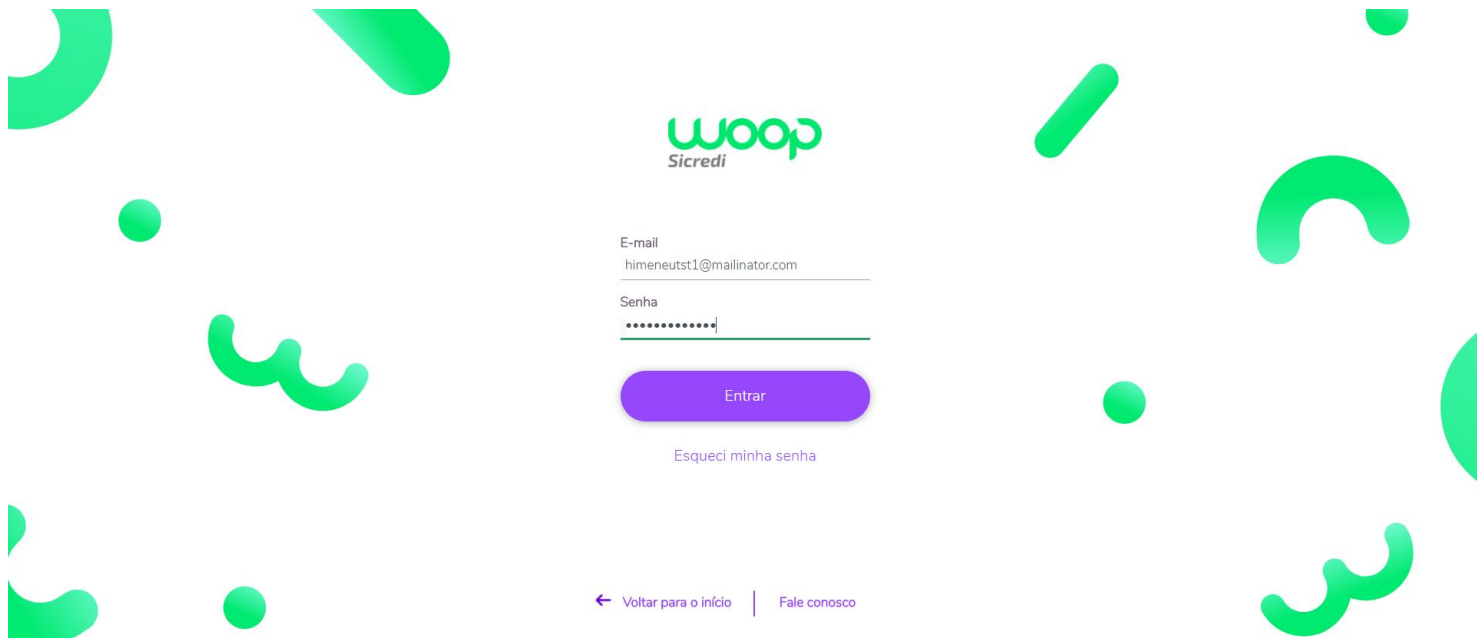 woop
Sicredi
E-mail
himeneutst1@mailinator.com
Senha
•••••••••••••
Entrar
Esqueci minha senha
← Voltar para o início | Fale conosco